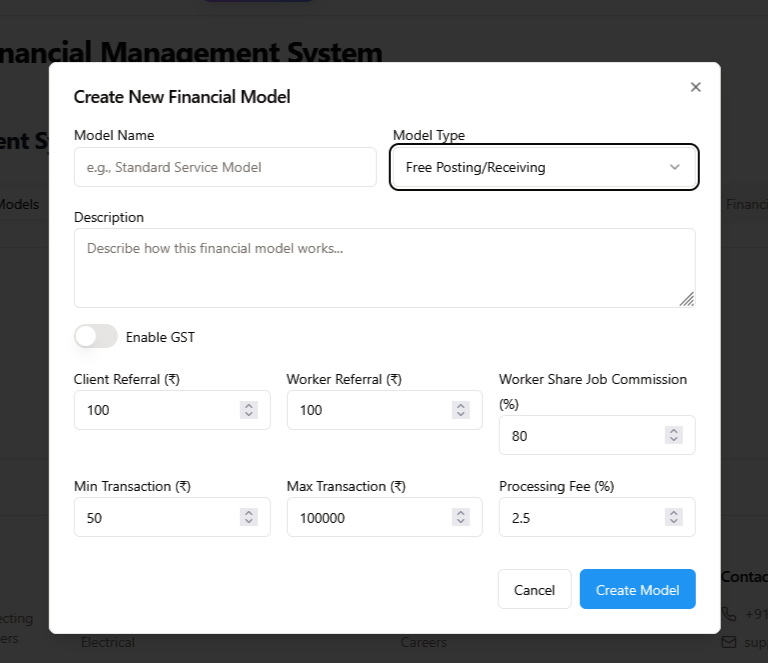 nancial Management System
Create New Financial Model
ent S
Model Name
Model Type
e.g., Standard Service Model
Free Posting/Receiving
Models
Financi
Description
Describe how this financial model works...
Enable GST
Client Referral (₹)
Worker Referral (₹)
Worker Share Job Commission
(%)
100
100
80
Min Transaction (₹)
Max Transaction (₹)
Processing Fee (%)
50
100000
2.5
Contac
Cancel
Create Model
ecting
+91
ers
Electrical
Careers
sup